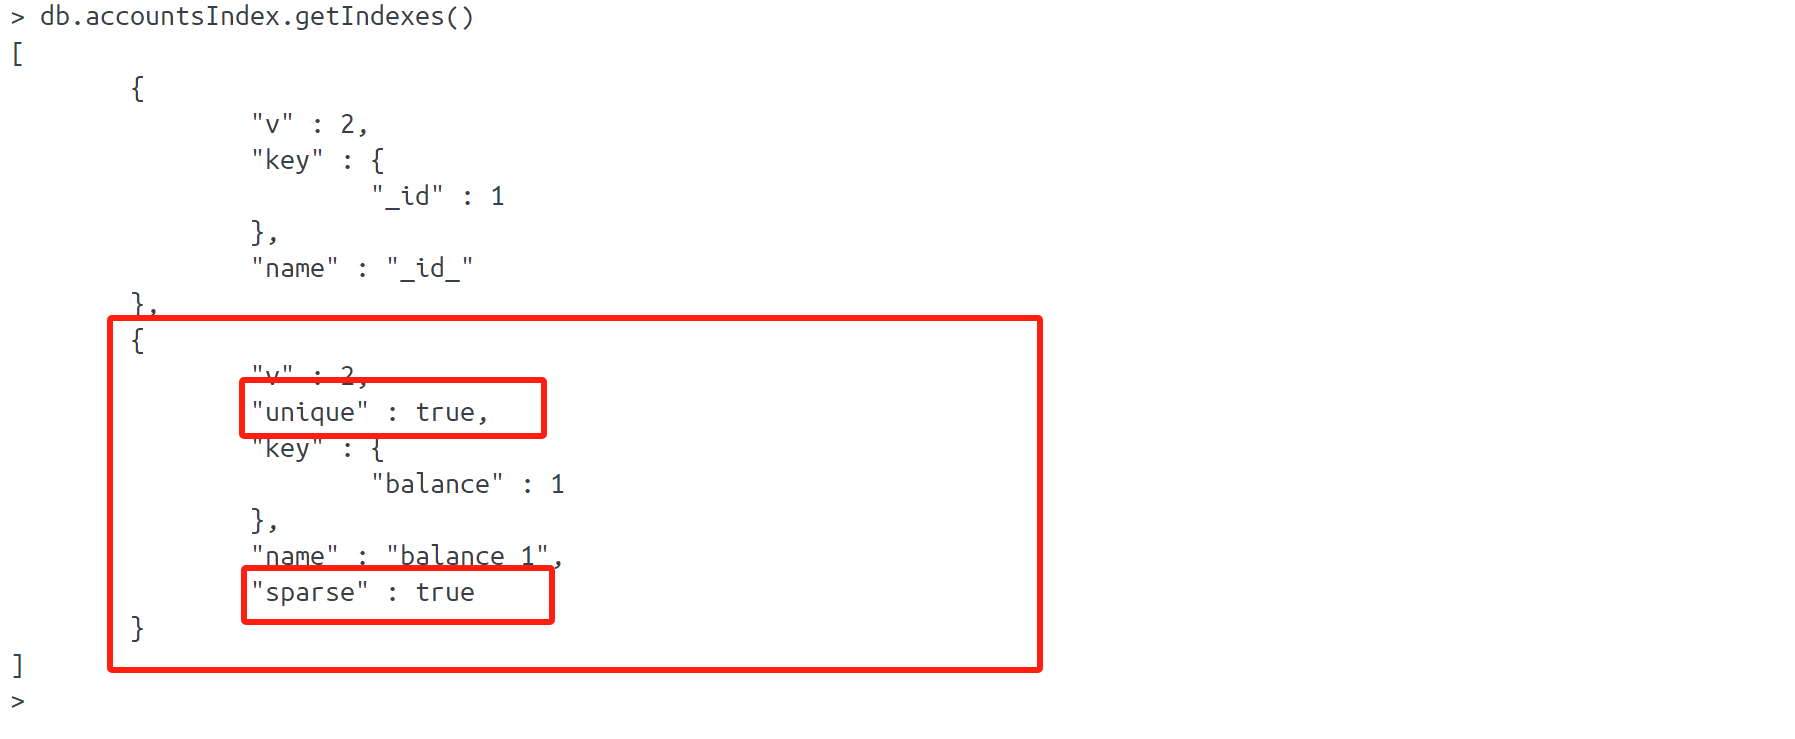 > db.accountsIndex.getIndexes()
[
{
"v" : 2,
"key" : {
"_id" : 1
},
"name" : "_id_"
},
{
"v" : 2,
"unique" : true,
"key" : {
"balance" : 1
},
"name" : "balance_1",
"sparse" : true
}
]
>